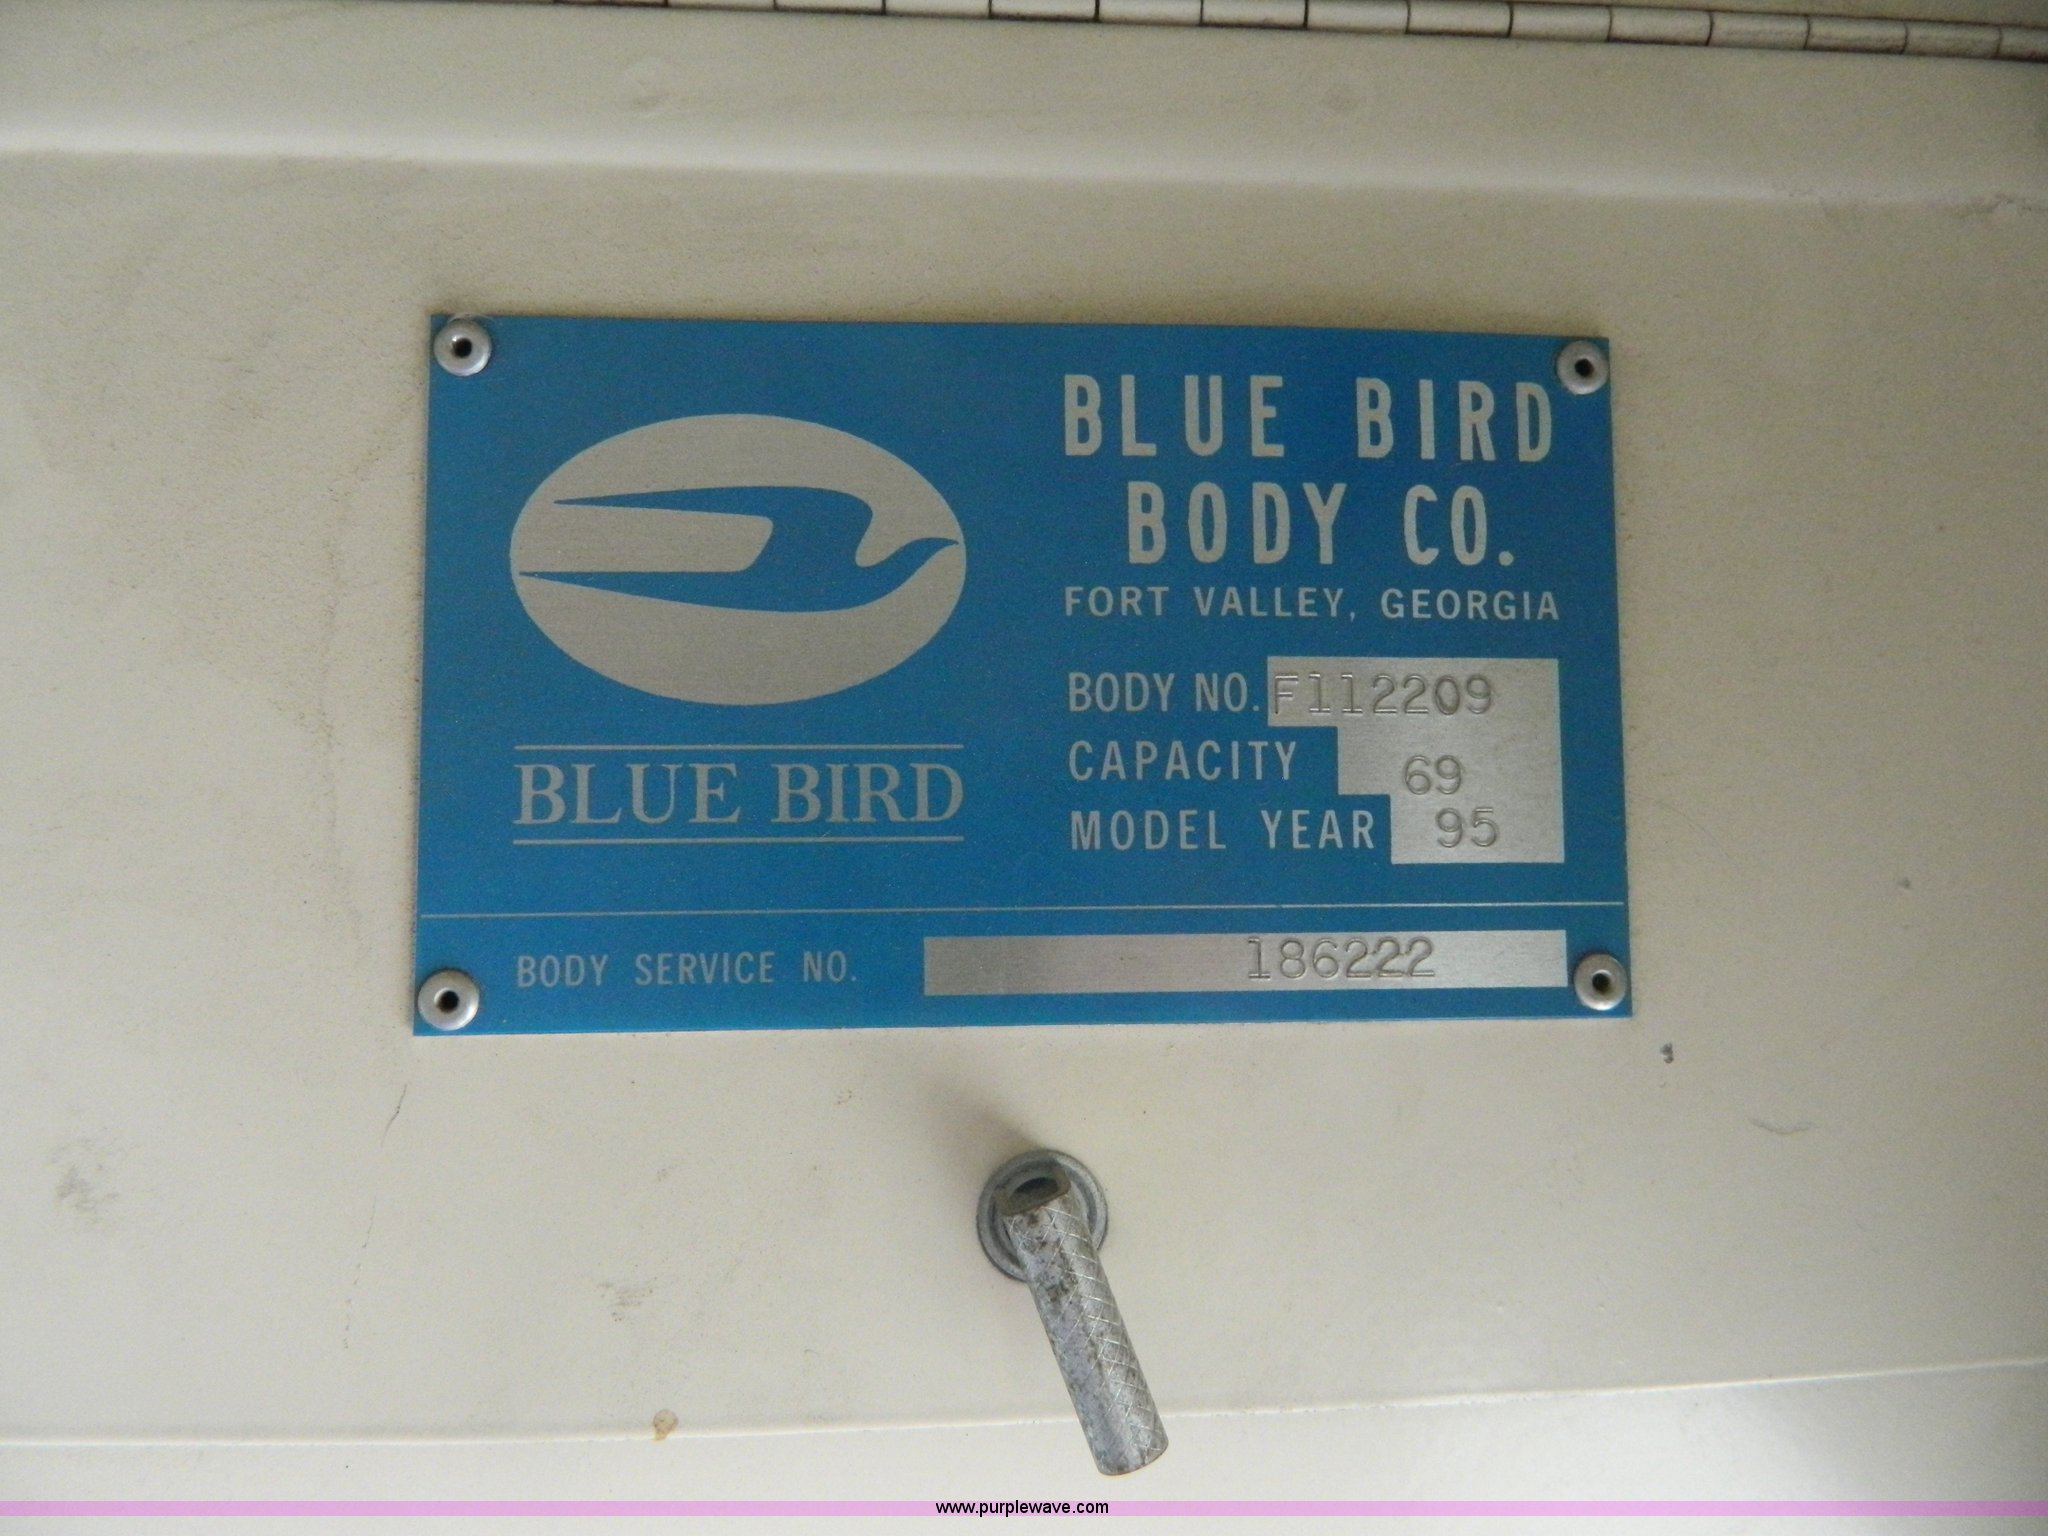 BLUE BIRD
BODY CO.
FORT VALLEY, GEORGIA
BODY NO. F112209
CAPACITY 69
MODEL YEAR 95
BLUE BIRD
BODY SERVICE NO. 186222
www.purplewave.com